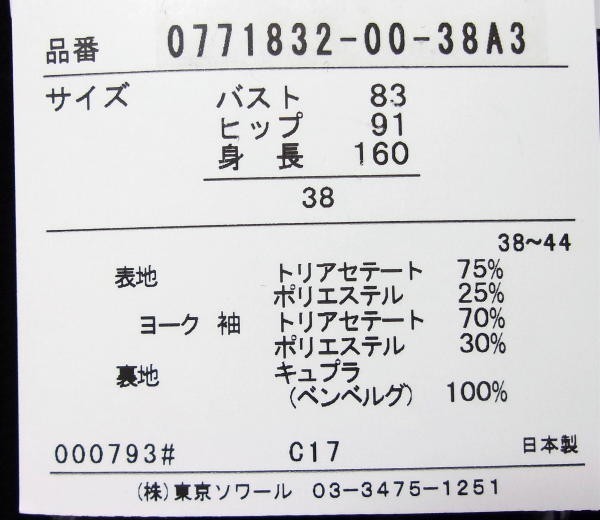 品番 0771832-00-38A3
サイズ バスト 83
ヒップ 91
身長 160
38
38~44
表地 トリアセテート 75%
ポリエステル 25%
ヨーク 袖 トリアセテート 70%
ポリエステル 30%
裏地 キュプラ
(ベンベルグ) 100%
000793# C17 日本製
(株)東京ソワール 03-3475-1251